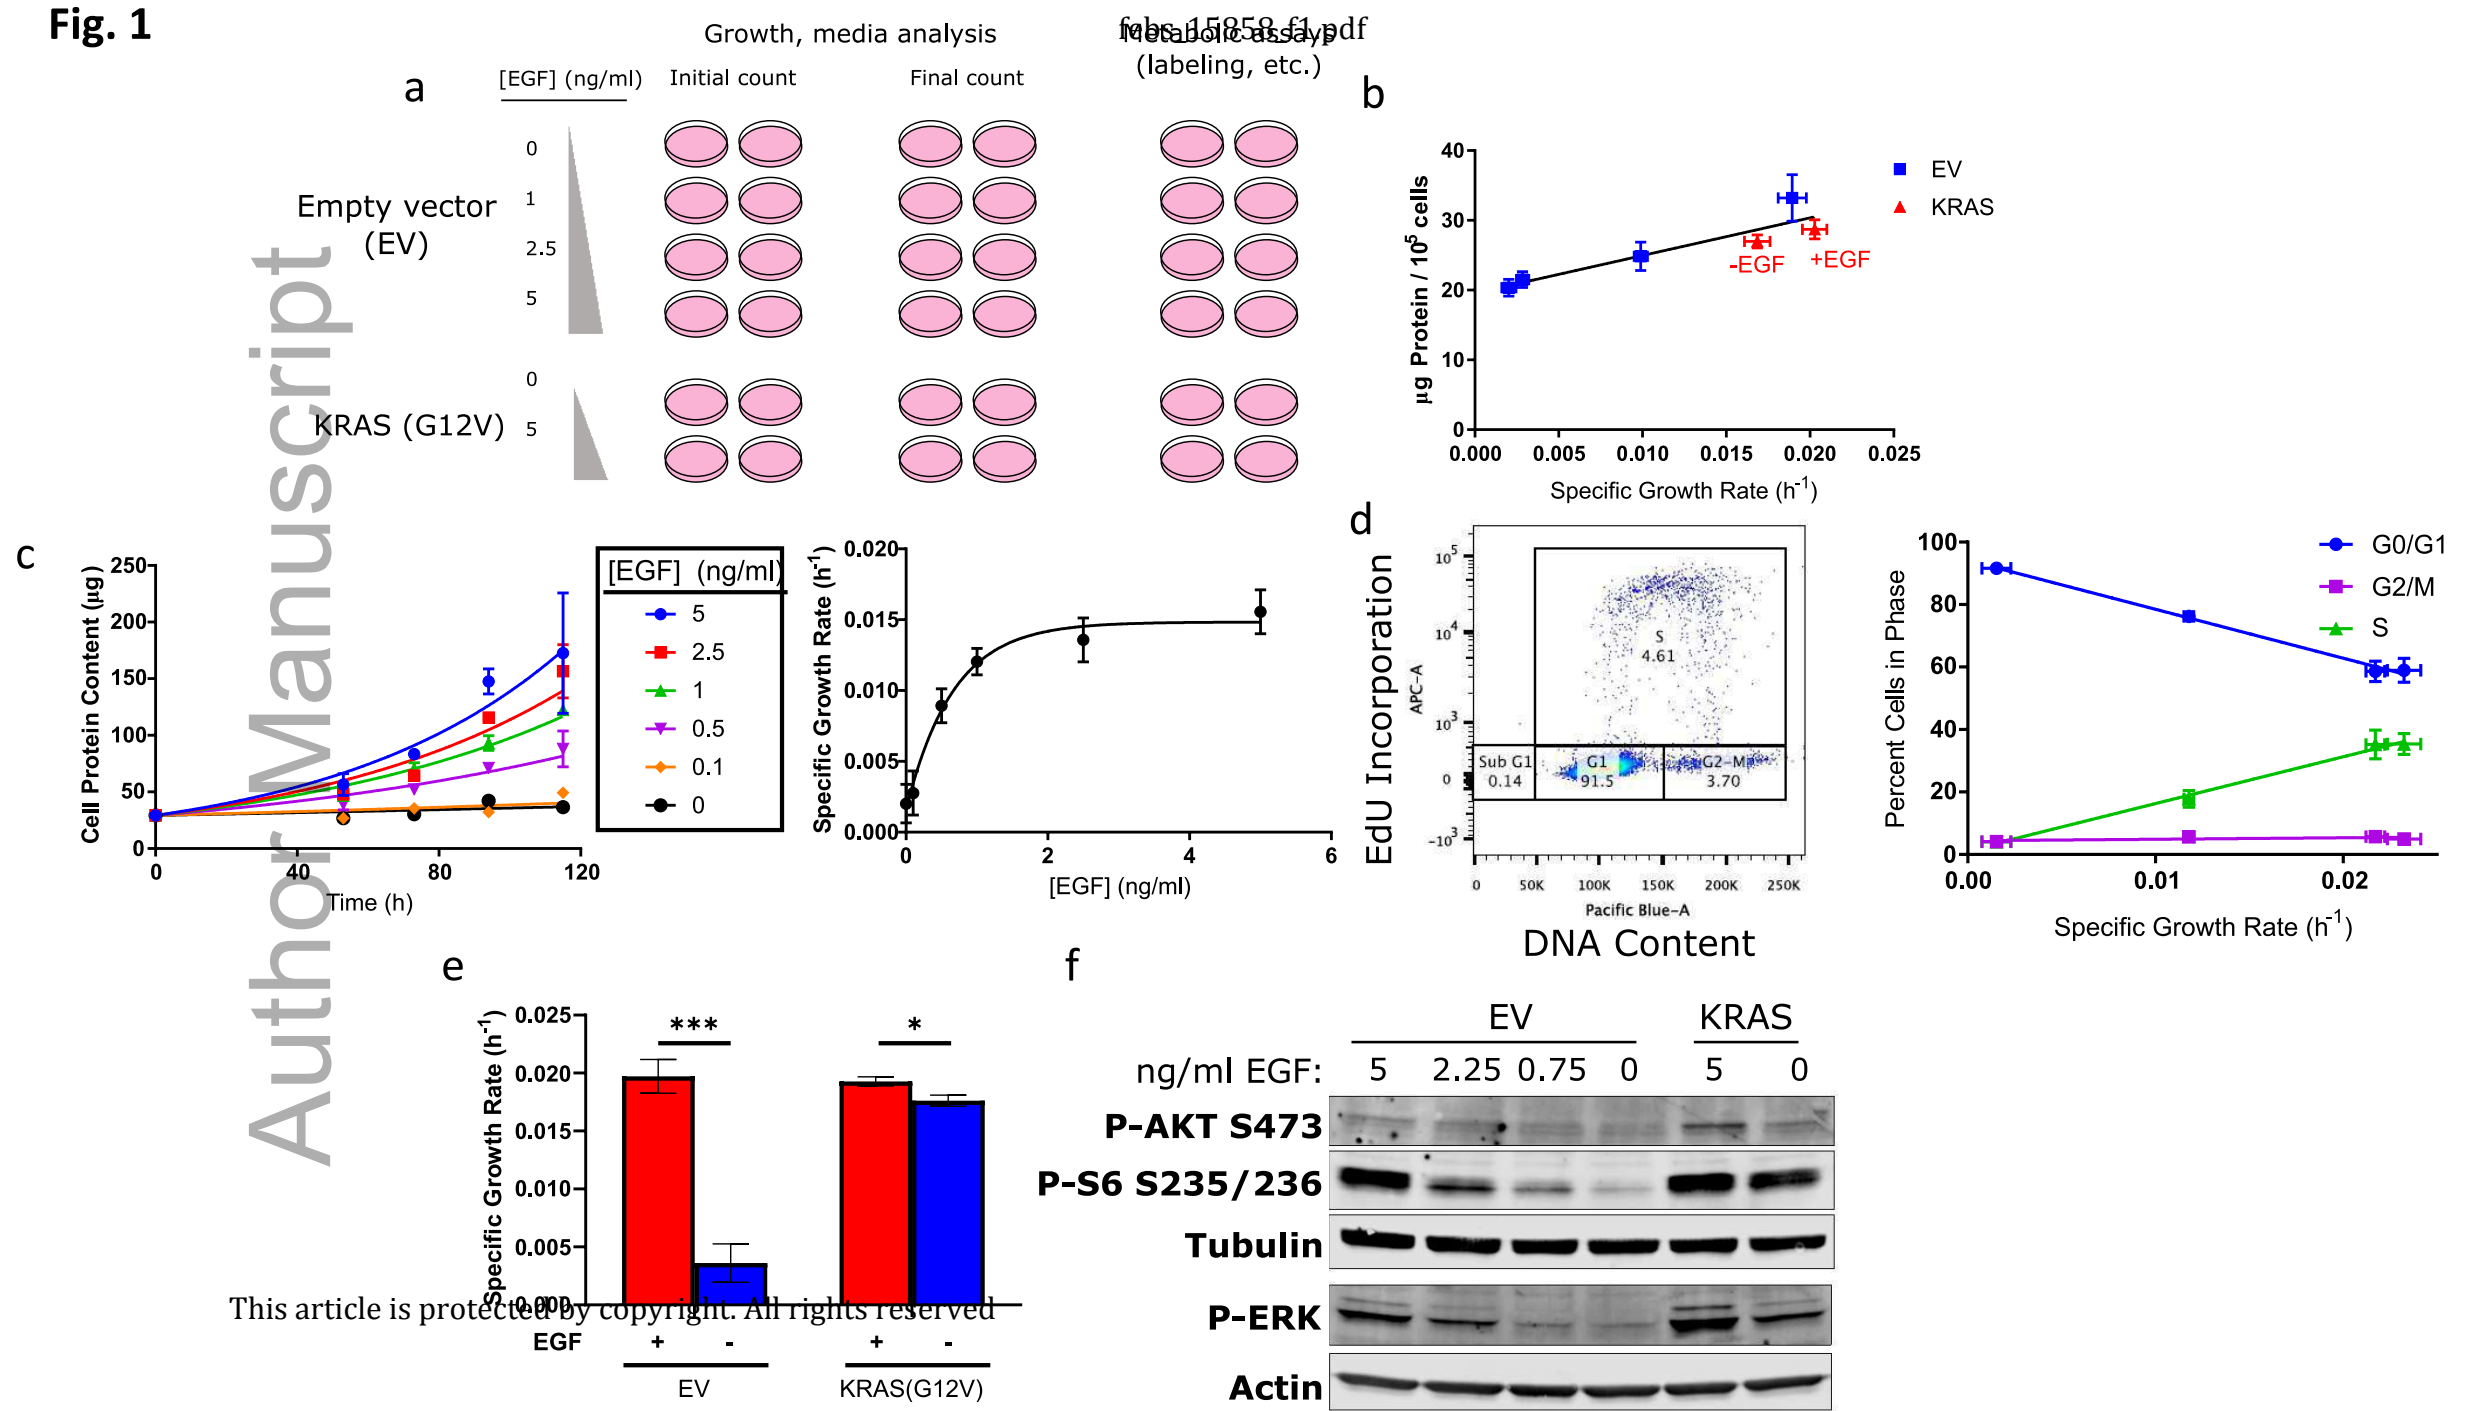 Fig. 1
febs_15858_f1.pdf
Author Manuscript
a
Growth, media analysis
Metabolic assays
(labeling, etc.)
[EGF] (ng/ml)
Initial count
Final count
Empty vector
(EV)
0
1
2.5
5
KRAS (G12V)
0
5
b
µg Protein / 10⁵ cells
40
30
20
10
0
0.000 0.005 0.010 0.015 0.020 0.025
Specific Growth Rate (h⁻¹)
EV
KRAS
-EGF
+EGF
c
Cell Protein Content (µg)
250
200
150
100
50
0
0 40 80 120
Time (h)
[EGF] (ng/ml)
5
2.5
1
0.5
0.1
0
Specific Growth Rate (h⁻¹)
0.020
0.015
0.010
0.005
0.000
0 2 4 6
[EGF] (ng/ml)
d
EdU Incorporation
APC-A
10⁵
10⁴
10³
0
-10³
S
4.61
Sub G1
0.14
G1
91.5
G2-M
3.70
0 50K 100K 150K 200K 250K
Pacific Blue-A
DNA Content
Percent Cells in Phase
100
80
60
40
20
0
0.00 0.01 0.02
Specific Growth Rate (h⁻¹)
G0/G1
G2/M
S
e
Specific Growth Rate (h⁻¹)
0.025
0.020
0.015
0.010
0.005
0.000
***
*
EGF + - + -
EV KRAS(G12V)
f
EV KRAS
ng/ml EGF: 5 2.25 0.75 0 5 0
P-AKT S473
P-S6 S235/236
Tubulin
P-ERK
Actin
This article is protected by copyright. All rights reserved